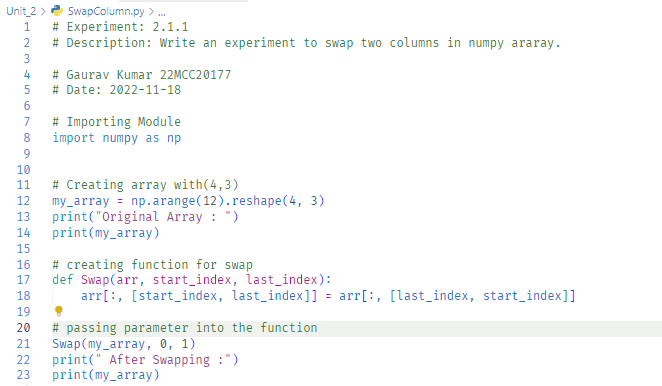 Unit_2 > SwapColumn.py > ...
1 # Experiment: 2.1.1
2 # Description: Write an experiment to swap two columns in numpy araray.
3
4 # Gaurav Kumar 22MCC20177
5 # Date: 2022-11-18
6
7 # Importing Module
8 import numpy as np
9
10
11 # Creating array with(4,3)
12 my_array = np.arange(12).reshape(4, 3)
13 print("Original Array : ")
14 print(my_array)
15
16 # creating function for swap
17 def Swap(arr, start_index, last_index):
18     arr[:, [start_index, last_index]] = arr[:, [last_index, start_index]]
19
20 # passing parameter into the function
21 Swap(my_array, 0, 1)
22 print(" After Swapping :")
23 print(my_array)